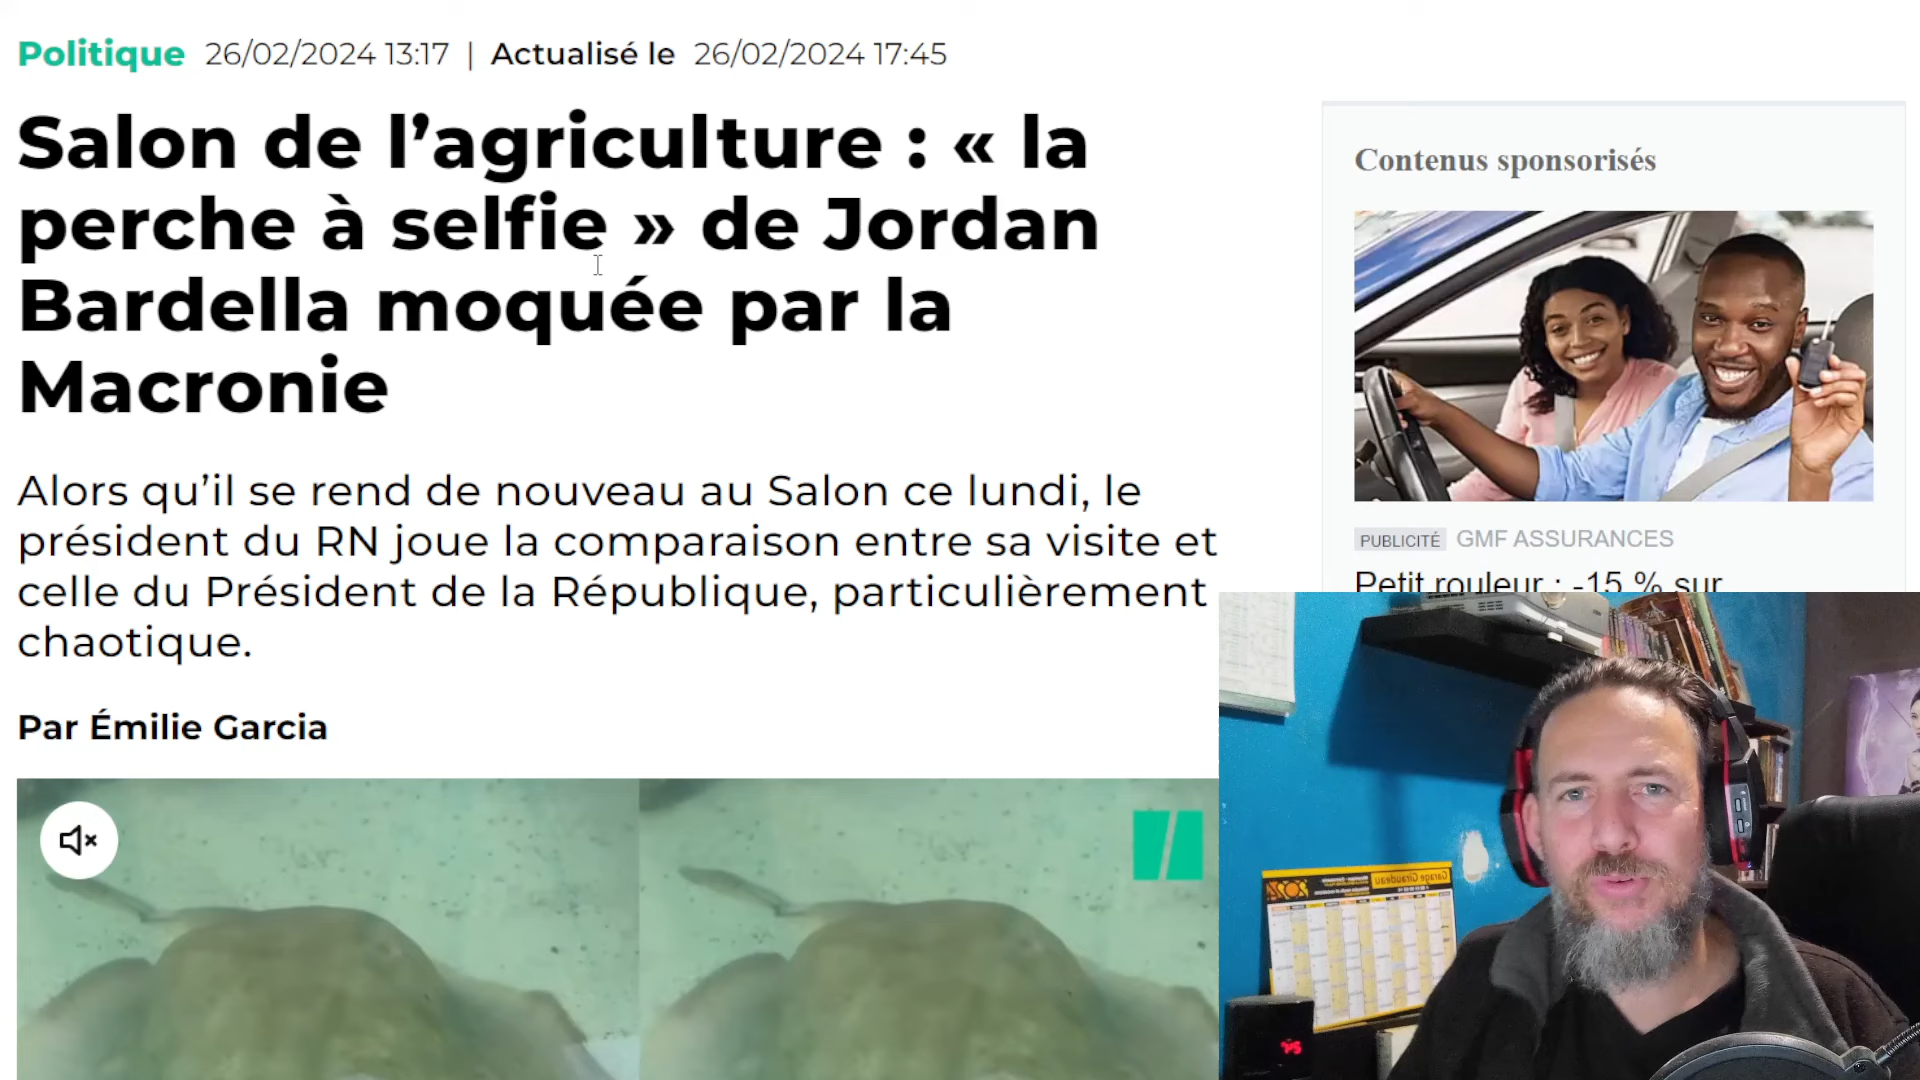 Politique 26/02/2024 13:17 | Actualisé le 26/02/2024 17:45
Salon de l’agriculture : « la
perche à selfie » de Jordan
Bardella moquée par la
Macronie
Alors qu’il se rend de nouveau au Salon ce lundi, le
président du RN joue la comparaison entre sa visite et
celle du Président de la République, particulièrement
chaotique.
Par Émilie Garcia
Contenus sponsorisés
PUBLICITÉ GMF ASSURANCES
Petit rouleur : -15 % sur
Garage Giraudeau